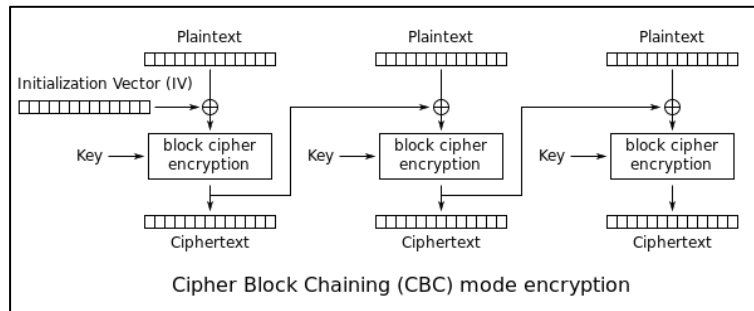 Plaintext
Plaintext
Plaintext
Initialization Vector (IV)
Key
block cipher
encryption
Key
block cipher
encryption
Key
block cipher
encryption
Ciphertext
Ciphertext
Ciphertext
Cipher Block Chaining (CBC) mode encryption